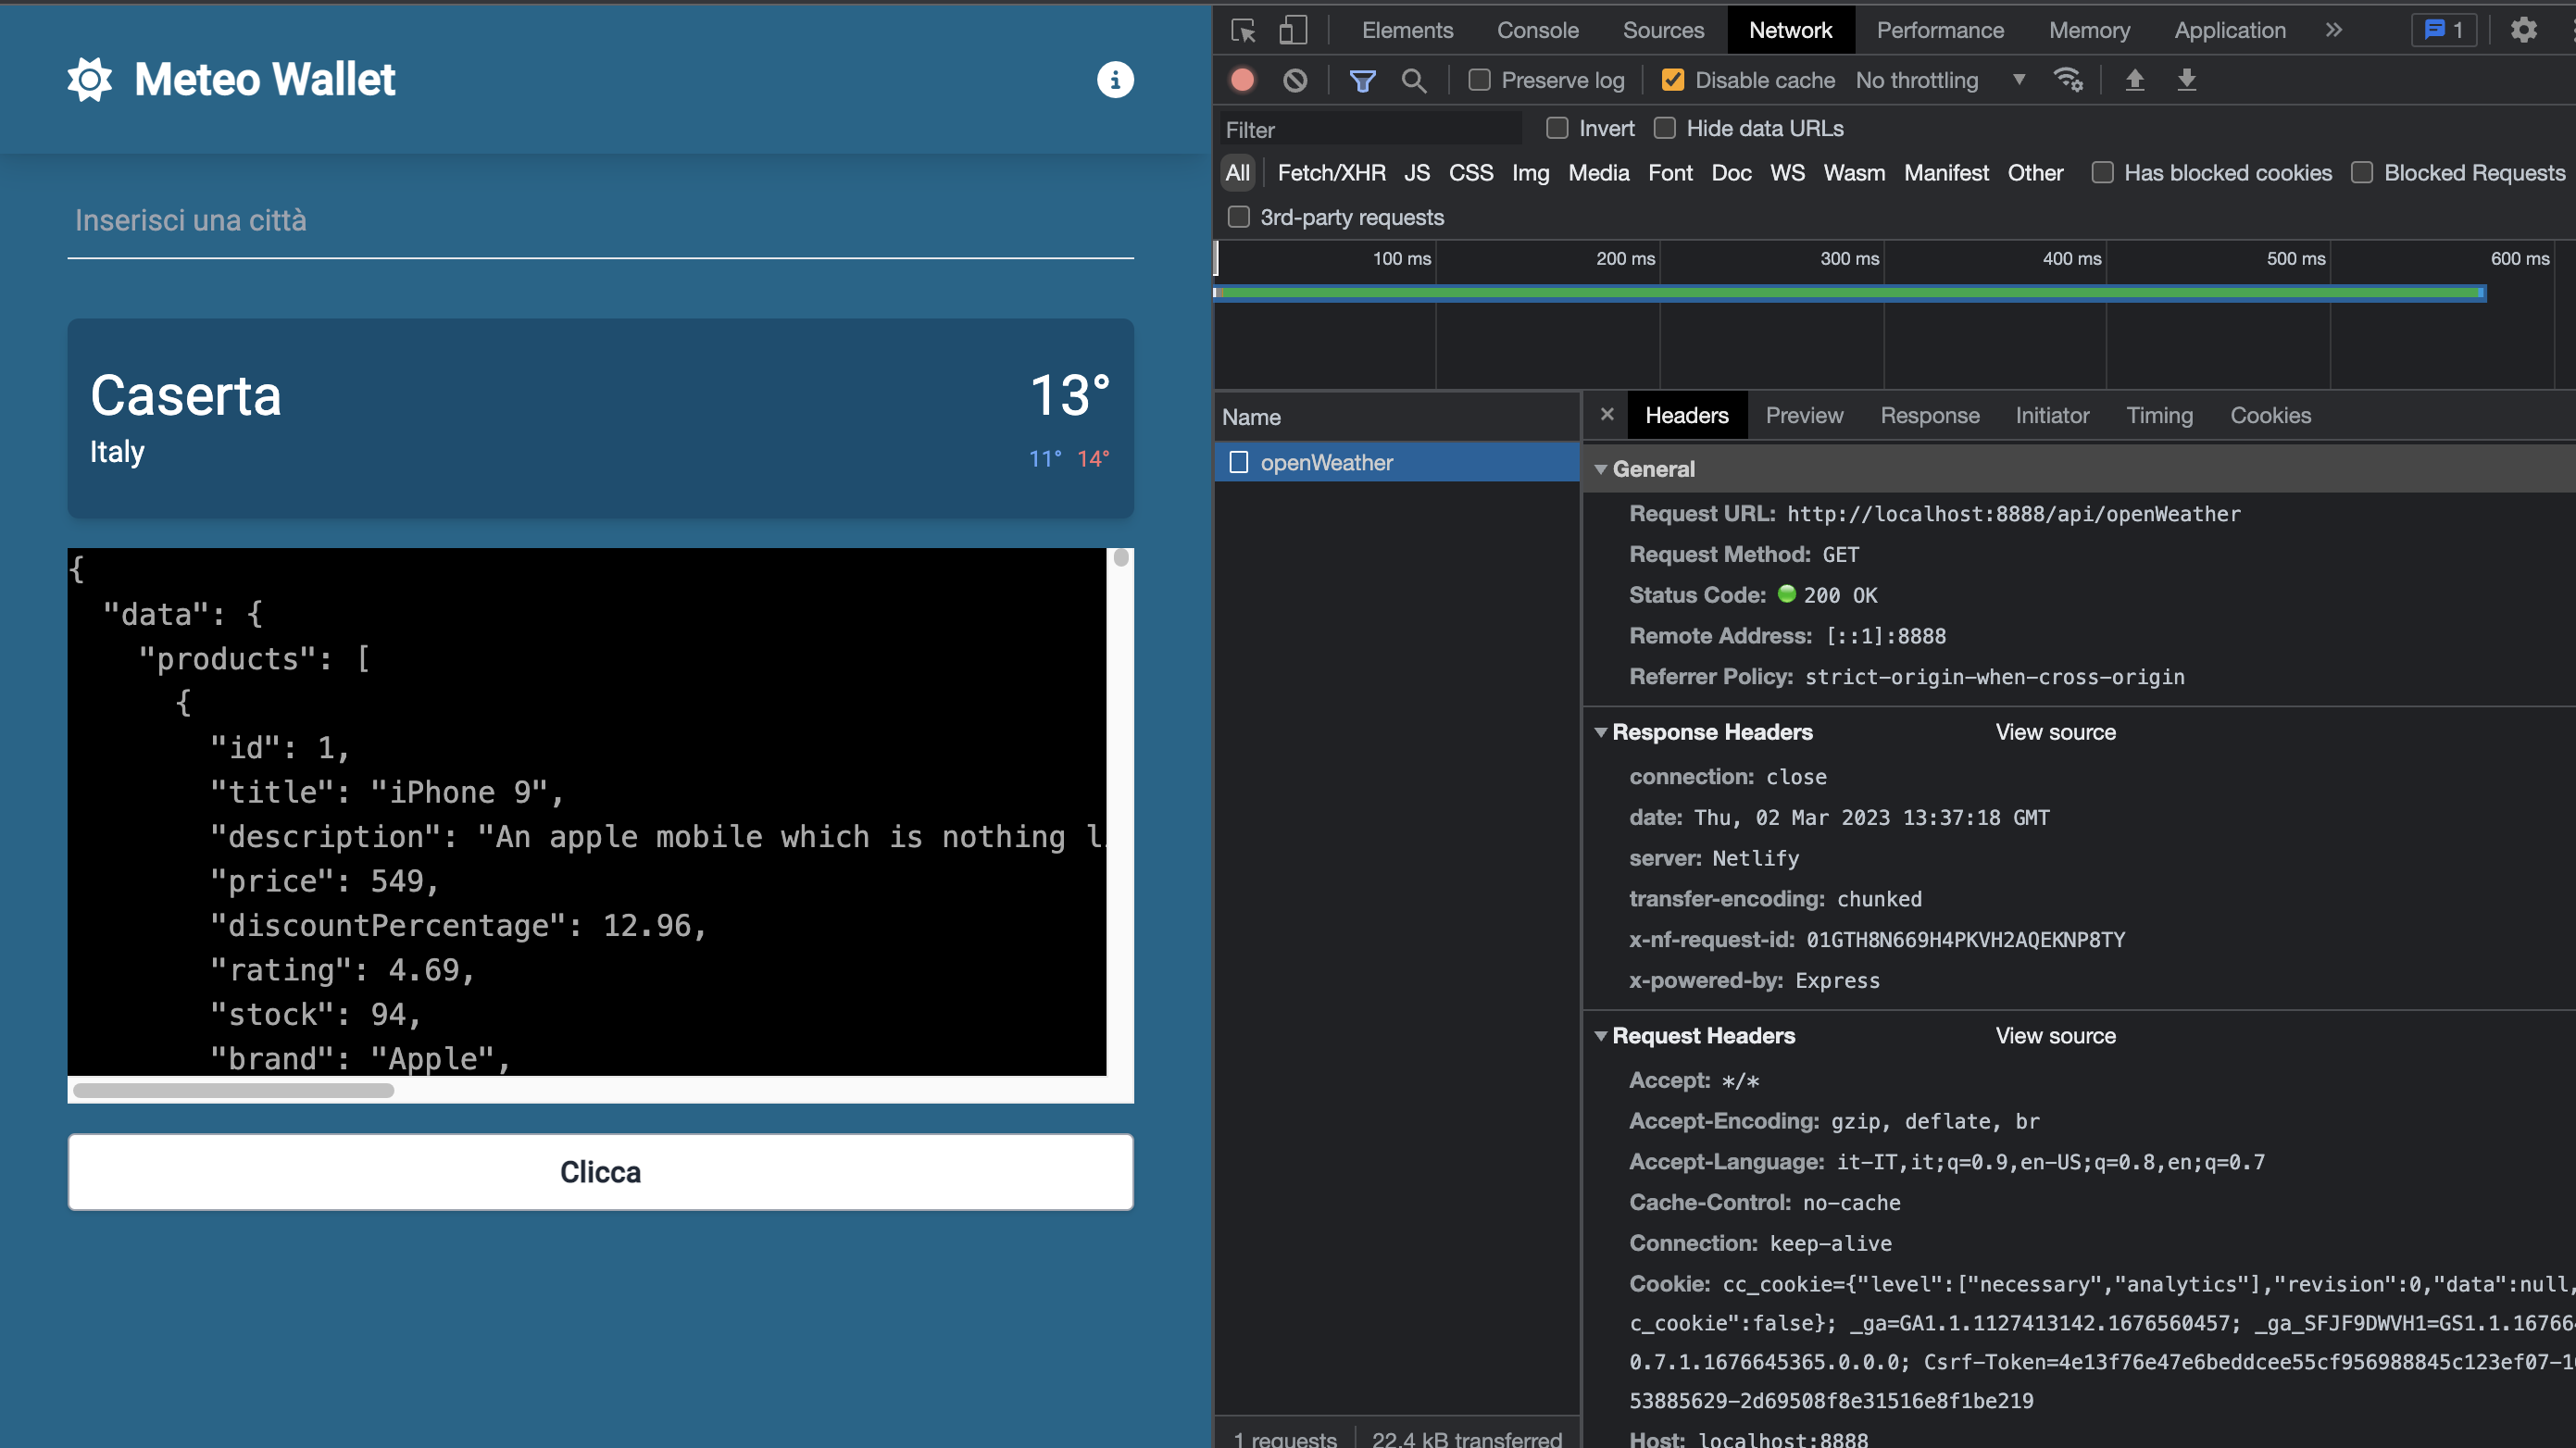 Meteo Wallet
Inserisci una città
Caserta
13°
Italy
11° 14°
{
"data": {
"products": [
{
"id": 1,
"title": "iPhone 9",
"description": "An apple mobile which is nothing
"price": 549,
"discountPercentage": 12.96,
"rating": 4.69,
"stock": 94,
"brand": "Apple",
Clicca
Elements Console Sources Network Performance Memory Application » 1
Preserve log Disable cache No throttling
Filter Invert Hide data URLs
All Fetch/XHR JS CSS Img Media Font Doc WS Wasm Manifest Other Has blocked cookies Blocked Requests
3rd-party requests
100 ms 200 ms 300 ms 400 ms 500 ms 600 ms
Name
openWeather
× Headers Preview Response Initiator Timing Cookies
General
Request URL: http://localhost:8888/api/openWeather
Request Method: GET
Status Code: 200 OK
Remote Address: [::1]:8888
Referrer Policy: strict-origin-when-cross-origin
Response Headers View source
connection: close
date: Thu, 02 Mar 2023 13:37:18 GMT
server: Netlify
transfer-encoding: chunked
x-nf-request-id: 01GTH8N669H4PKVH2AQEKNP8TY
x-powered-by: Express
Request Headers View source
Accept: */*
Accept-Encoding: gzip, deflate, br
Accept-Language: it-IT,it;q=0.9,en-US;q=0.8,en;q=0.7
Cache-Control: no-cache
Connection: keep-alive
Cookie: cc_cookie={"level":["necessary","analytics"],"revision":0,"data":null,
c_cookie":false}; _ga=GA1.1.1127413142.1676560457; _ga_SFJF9DWVH1=GS1.1.16766
0.7.1.1676645365.0.0.0; Csrf-Token=4e13f76e47e6beddcee55cf956988845c123ef07-1
53885629-2d69508f8e31516e8f1be219
Host: localhost:8888
1 requests 22.4 kB transferred